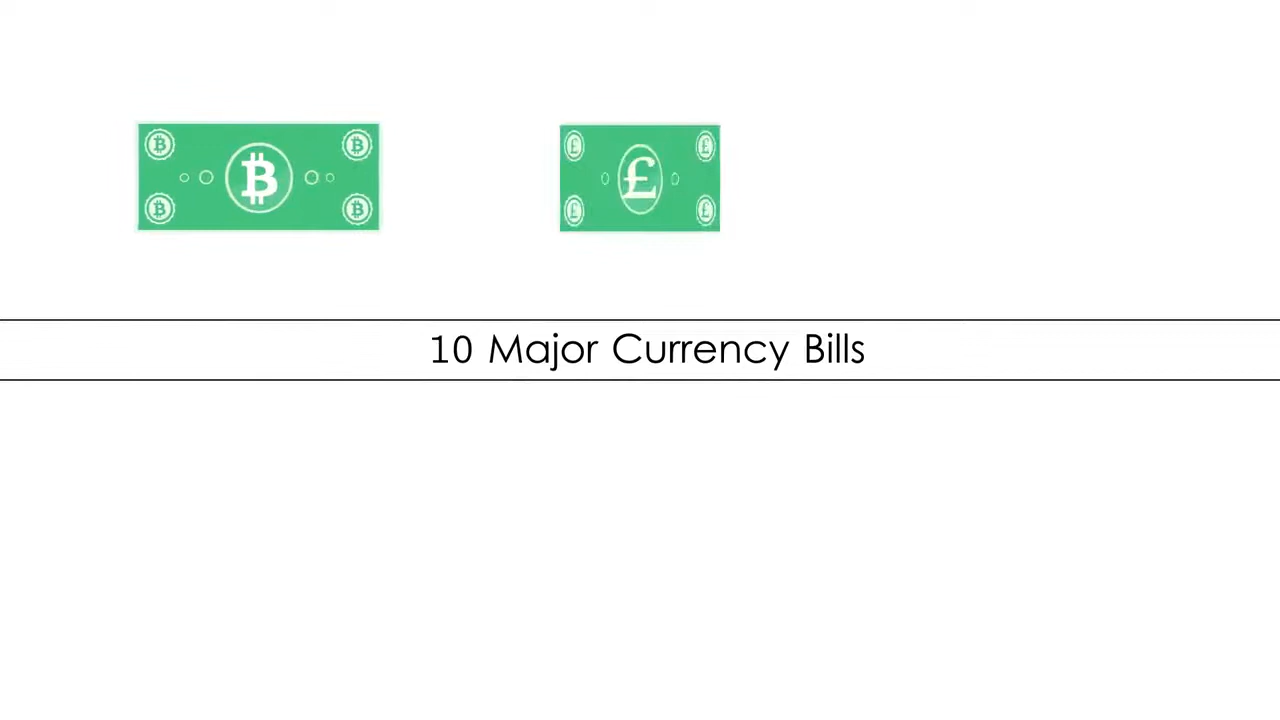 ₿ ₿ ₿ ₿ ₿
£ £ £ £ £
10 Major Currency Bills